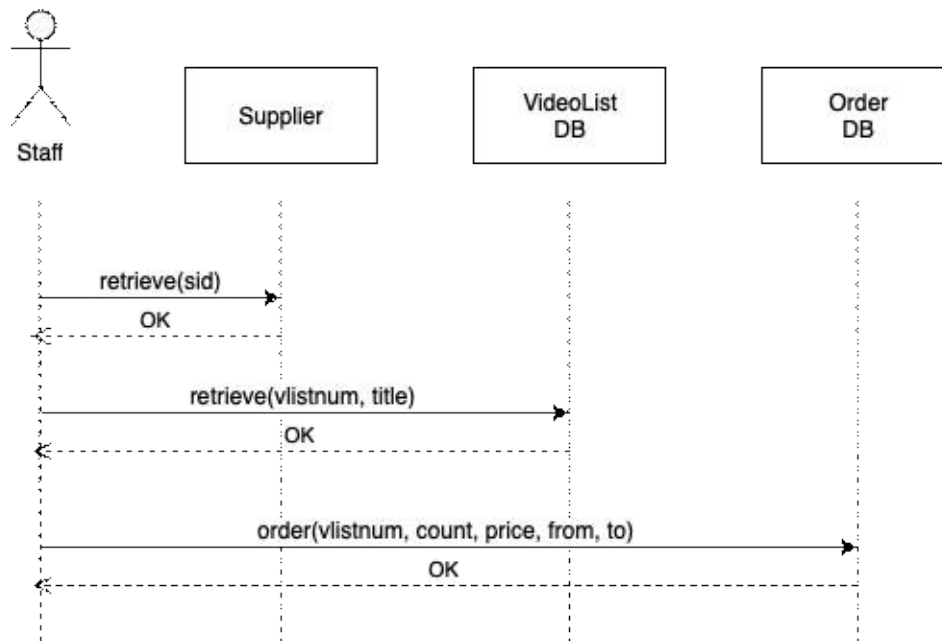 Staff
Supplier
VideoList
DB
Order
DB
retrieve(sid)
OK
retrieve(vlistnum, title)
OK
order(vlistnum, count, price, from, to)
OK